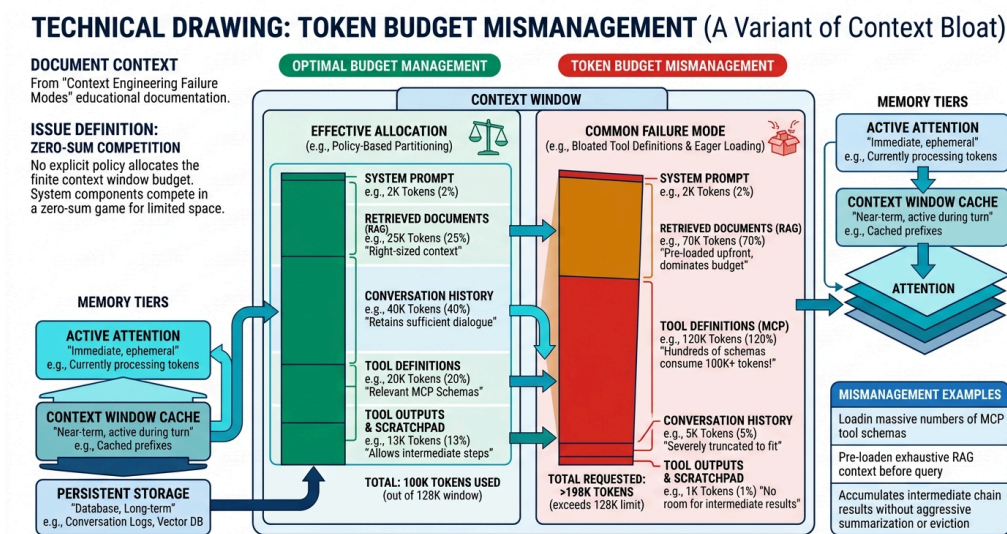 TECHNICAL DRAWING: TOKEN BUDGET MISMANAGEMENT (A Variant of Context Bloat)
DOCUMENT CONTEXT
From "Context Engineering Failure
Modes" educational documentation.
ISSUE DEFINITION:
ZERO-SUM COMPETITION
No explicit policy allocates the
finite context window budget.
System components compete in
a zero-sum game for limited space.
MEMORY TIERS
ACTIVE ATTENTION
"Immediate, ephemeral"
e.g., Currently processing tokens
CONTEXT WINDOW CACHE
"Near-term, active during turn"
e.g., Cached prefixes
PERSISTENT STORAGE
"Database, Long-term"
e.g., Conversation Logs, Vector DB
OPTIMAL BUDGET MANAGEMENT
TOKEN BUDGET MISMANAGEMENT
CONTEXT WINDOW
EFFECTIVE ALLOCATION
(e.g., Policy-Based Partitioning)
SYSTEM PROMPT
e.g., 2K Tokens (2%)
RETRIEVED DOCUMENTS
(RAG)
e.g., 25K Tokens (25%)
"Right-sized context"
CONVERSATION HISTORY
e.g., 40K Tokens (40%)
"Retains sufficient dialogue"
TOOL DEFINITIONS
e.g., 20K Tokens (20%)
"Relevant MCP Schemas"
TOOL OUTPUTS
& SCRATCHPAD
e.g., 13K Tokens (13%)
"Allows intermediate steps"
TOTAL: 100K TOKENS USED
(out of 128K window)
COMMON FAILURE MODE
(e.g., Bloated Tool Definitions & Eager Loading)
SYSTEM PROMPT
e.g., 2K Tokens (2%)
RETRIEVED DOCUMENTS (RAG)
e.g., 70K Tokens (70%)
"Pre-loaded upfront,
dominates budget"
TOOL DEFINITIONS (MCP)
e.g., 120K Tokens (120%)
"Hundreds of schemas
consume 100K+ tokens!"
CONVERSATION HISTORY
e.g., 5K Tokens (5%)
"Severely truncated to fit"
TOOL OUTPUTS
& SCRATCHPAD
e.g., 1K Tokens (1%) "No
room for intermediate results"
TOTAL REQUESTED:
>198K TOKENS
(exceeds 128K limit)
MEMORY TIERS
ACTIVE ATTENTION
"Immediate, ephemeral"
e.g., Currently processing tokens
CONTEXT WINDOW CACHE
"Near-term, active during turn"
e.g., Cached prefixes
ATTENTION
MISMANAGEMENT EXAMPLES
Loadin massive numbers of MCP
tool schemas
Pre-loaden exhaustive RAG
context before query
Accumulates intermediate chain
results without aggressive
summarization or eviction